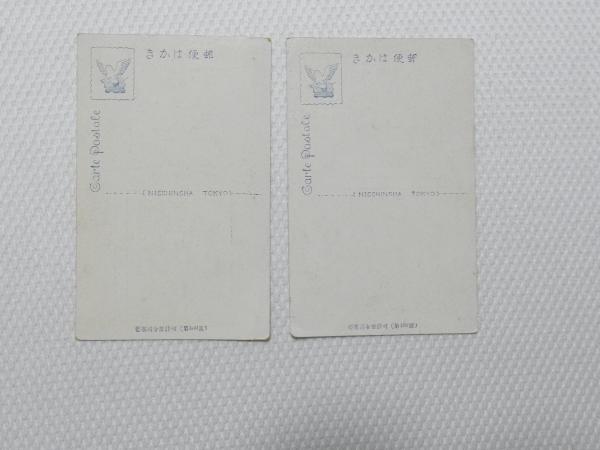 きかは便郵
Carte Postale
(NISSHINSHA TOKYO)
きかは便郵
Carte Postale
(NISSHINSHA TOKYO)